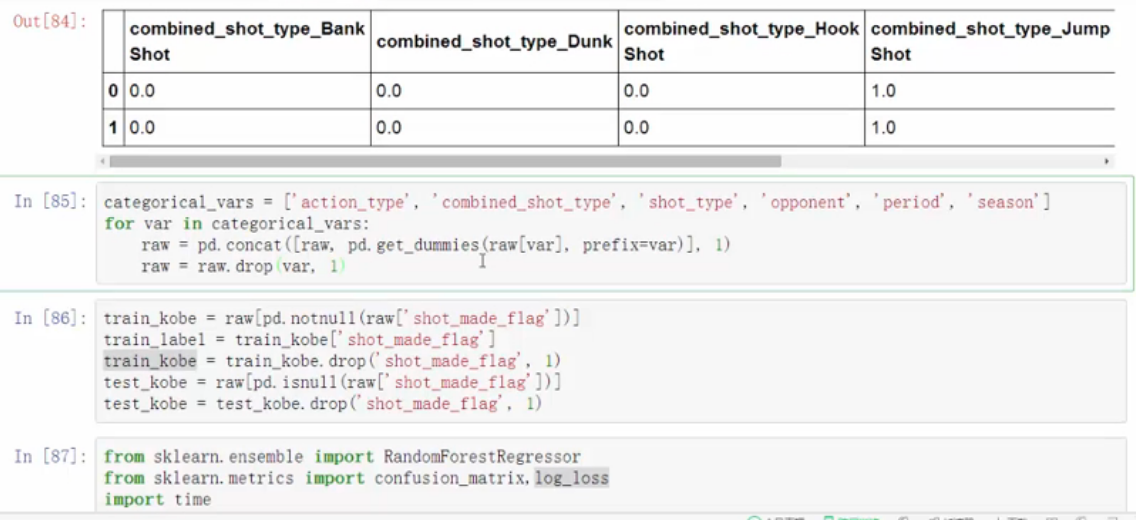 Out[84]:
combined_shot_type_Bank Shot combined_shot_type_Dunk combined_shot_type_Hook Shot combined_shot_type_Jump Shot
0 0.0 0.0 0.0 1.0
1 0.0 0.0 0.0 1.0
In [85]:
categorical_vars = ['action_type', 'combined_shot_type', 'shot_type', 'opponent', 'period', 'season']
for var in categorical_vars:
    raw = pd.concat([raw, pd.get_dummies(raw[var], prefix=var)], 1)
    raw = raw.drop(var, 1)
In [86]:
train_kobe = raw[pd.notnull(raw['shot_made_flag'])]
train_label = train_kobe['shot_made_flag']
train_kobe = train_kobe.drop('shot_made_flag', 1)
test_kobe = raw[pd.isnull(raw['shot_made_flag'])]
test_kobe = test_kobe.drop('shot_made_flag', 1)
In [87]:
from sklearn.ensemble import RandomForestRegressor
from sklearn.metrics import confusion_matrix,log_loss
import time